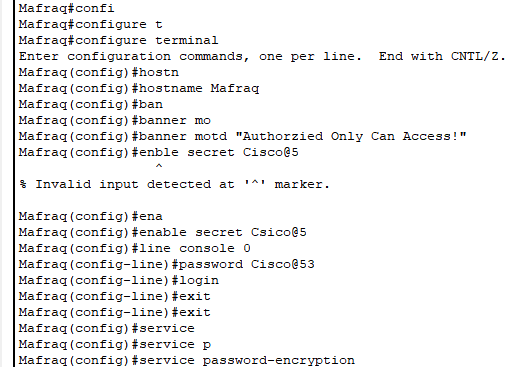 Mafraq#confi
Mafraq#configure t
Mafraq#configure terminal
Enter configuration commands, one per line.  End with CNTL/Z.
Mafraq(config)#hostn
Mafraq(config)#hostname Mafraq
Mafraq(config)#ban
Mafraq(config)#banner mo
Mafraq(config)#banner motd "Authorzied Only Can Access!"
Mafraq(config)#enble secret Cisco@5
                 ^
% Invalid input detected at '^' marker.

Mafraq(config)#ena
Mafraq(config)#enable secret Csico@5
Mafraq(config)#line console 0
Mafraq(config-line)#password Cisco@53
Mafraq(config-line)#login
Mafraq(config-line)#exit
Mafraq(config-line)#exit
Mafraq(config)#service
Mafraq(config)#service p
Mafraq(config)#service password-encryption